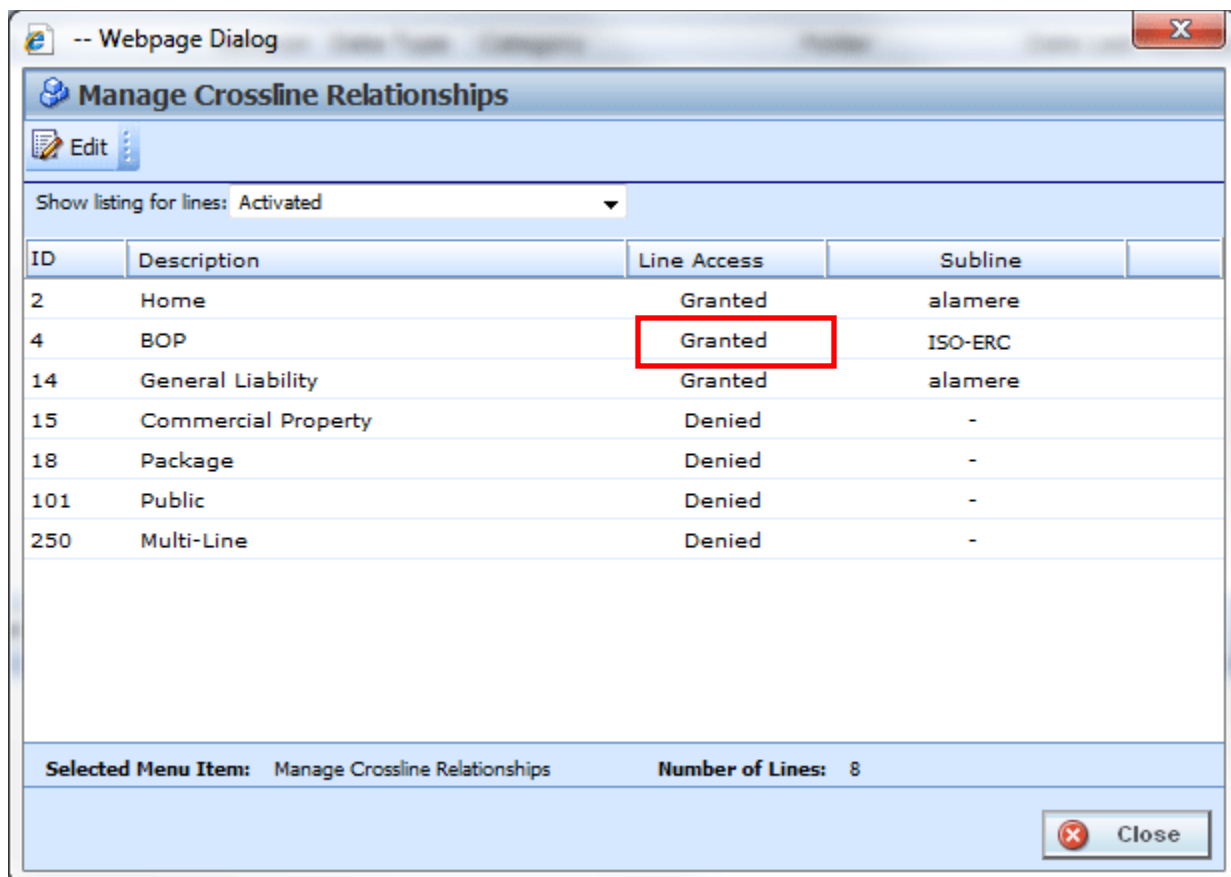 -- Webpage Dialog
Manage Crossline Relationships
Edit
Show listing for lines: Activated
ID Description Line Access Subline
2 Home Granted alamere
4 BOP Granted ISO-ERC
14 General Liability Granted alamere
15 Commercial Property Denied -
18 Package Denied -
101 Public Denied -
250 Multi-Line Denied -
Selected Menu Item: Manage Crossline Relationships Number of Lines: 8
Close